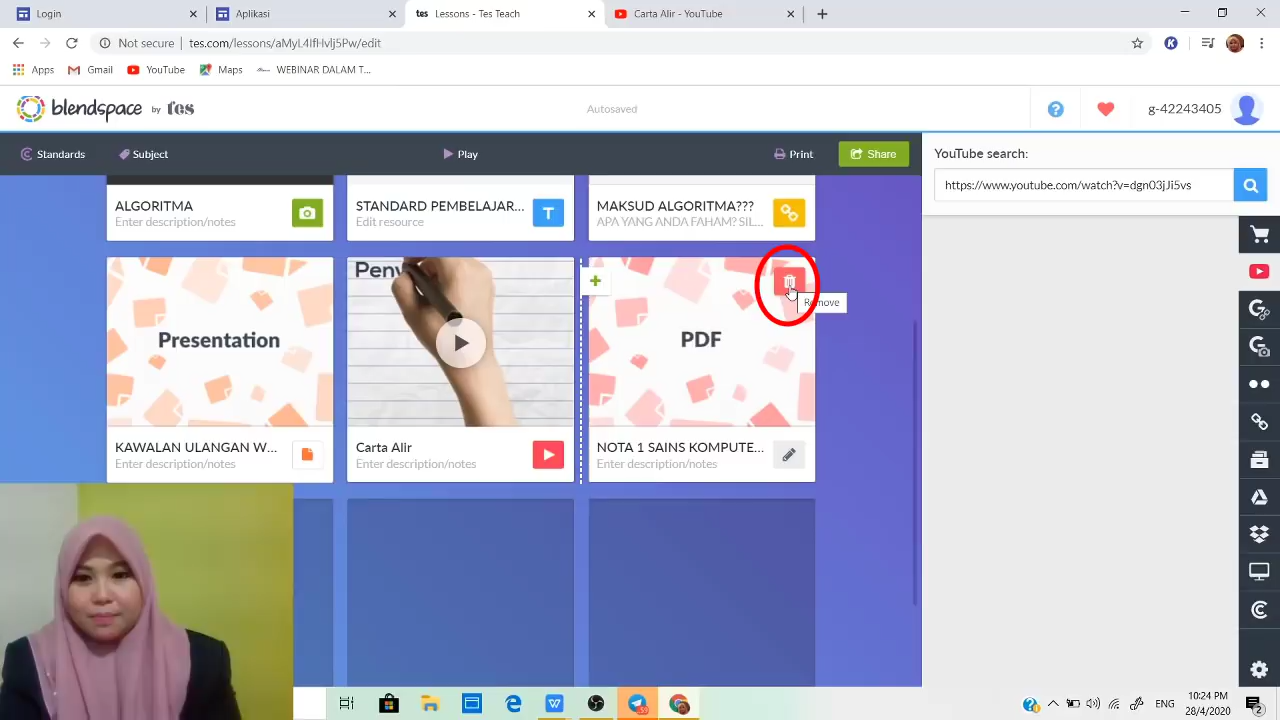 Login
Aplikasi
tes Lessons - Tes Teach
Carta Alir - YouTube
Not secure
tes.com/lessons/aMyL4IfHvlj5Pw/edit
K
Apps
Gmail
YouTube
Maps
WEBINAR DALAM T...
blendspace by tes
Autosaved
?
g-42243405
Standards
Subject
Play
Print
Share
YouTube search:
https://www.youtube.com/watch?v=dgn03jJi5vs
ALGORITMA
Enter description/notes
STANDARD PEMBELAJAR...
Edit resource
T
MAKSUD ALGORITMA???
APA YANG ANDA FAHAM? SIL...
Presentation
KAWALAN ULANGAN W...
Enter description/notes
Peny
Carta Alir
Enter description/notes
Remove
PDF
NOTA 1 SAINS KOMPUTE...
Enter description/notes
ENG
10:24 PM
28/4/2020
2